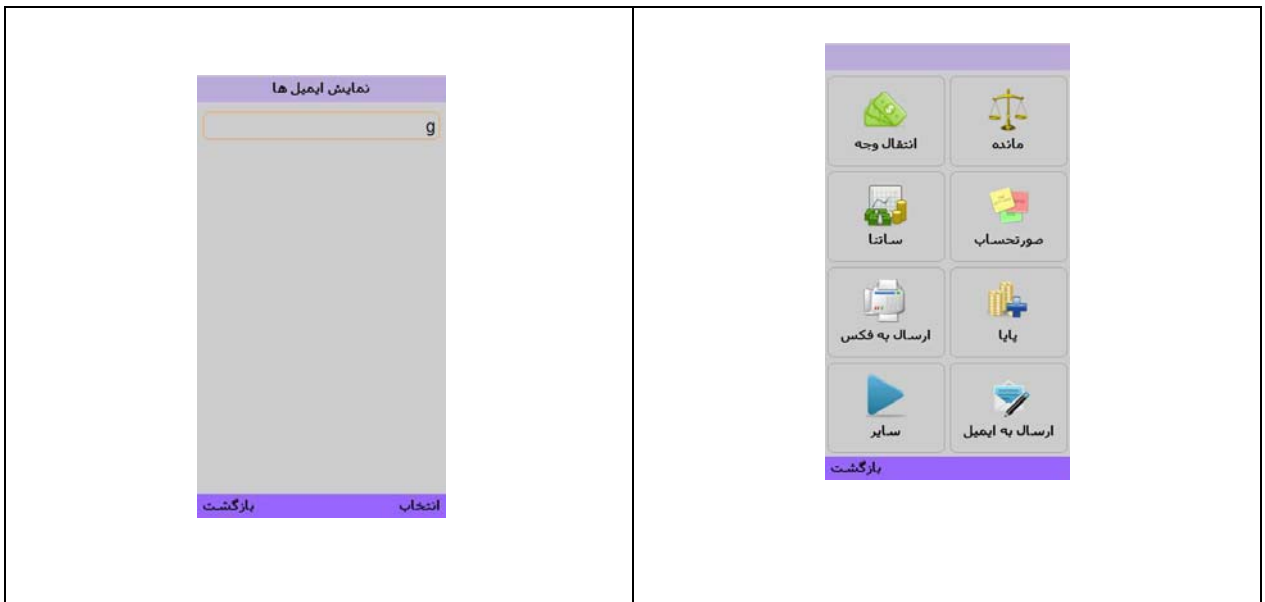 مانده
انتقال وجه
صورتحساب
ساتنا
پایا
ارسال به فکس
ارسال به ایمیل
سایر
بازگشت
نمایش ایمیل ها
g
انتخاب
بازگشت